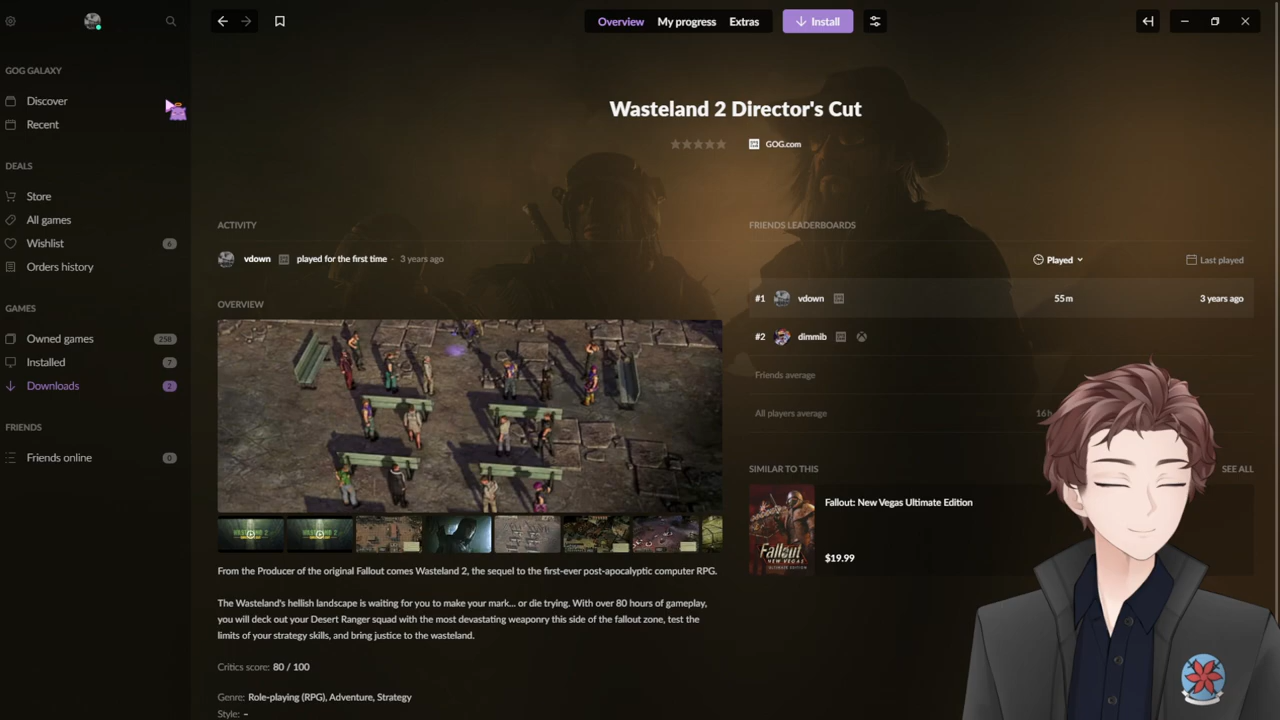 Overview
My progress
Extras
Install
GOG GALAXY
Discover
Recent
DEALS
Store
All games
Wishlist
6
Orders history
GAMES
Owned games
256
Installed
7
Downloads
2
FRIENDS
Friends online
0
Wasteland 2 Director's Cut
GOG.com
ACTIVITY
vdown played for the first time - 3 years ago
OVERVIEW
From the Producer of the original Fallout comes Wasteland 2, the sequel to the first-ever post-apocalyptic computer RPG.
The Wasteland's hellish landscape is waiting for you to make your mark... or die trying. With over 80 hours of gameplay,
you will deck out your Desert Ranger squad with the most devastating weaponry this side of the fallout zone, test the
limits of your strategy skills, and bring justice to the wasteland.
Critics score: 80 / 100
Genre: Role-playing (RPG), Adventure, Strategy
Style: –
FRIENDS LEADERBOARDS
Played
Last played
#1 vdown 55m 3 years ago
#2 dimmib
Friends average
All players average
SIMILAR TO THIS
SEE ALL
Fallout: New Vegas Ultimate Edition
$19.99